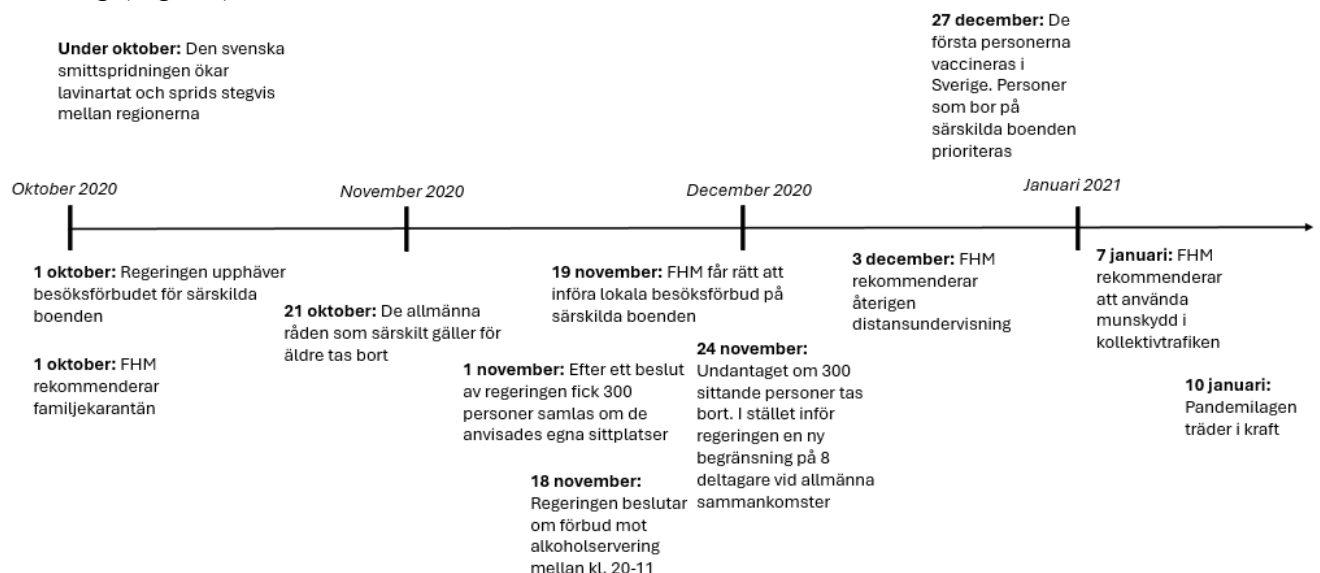 27 december: De
första personerna
vaccineras i
Sverige. Personer
som bor på
särskilda boenden
prioriteras
Under oktober: Den svenska
smittspridningen ökar
lavinartat och sprids stegvis
mellan regionerna
Oktober 2020
November 2020
December 2020
Januari 2021
1 oktober: Regeringen upphäver
besöksförbudet för särskilda
boenden
1 oktober: FHM
rekommenderar
familjekarantän
21 oktober: De allmänna
råden som särskilt gäller för
äldre tas bort
1 november: Efter ett beslut
av regeringen fick 300
personer samlas om de
anvisades egna sittplatser
18 november:
Regeringen beslutar
om förbud mot
alkoholservering
mellan kl. 20-11
19 november: FHM får rätt att
införa lokala besöksförbud på
särskilda boenden
24 november:
Undantaget om 300
sittande personer tas
bort. I stället inför
regeringen en ny
begränsning på 8
deltagare vid allmänna
sammankomster
3 december: FHM
rekommenderar
återigen
distansundervisning
7 januari: FHM
rekommenderar
att använda
munskydd i
kollektivtrafiken
10 januari:
Pandemilagen
träder i kraft